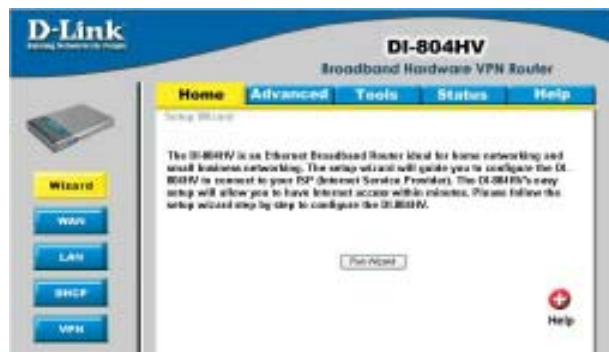 D-Link
Building Networks for People
DI-804HV
Broadband Hardware VPN Router
Home
Advanced
Tools
Status
Help
Setup Wizard
The DI-804HV is an Ethernet Broadband Router ideal for home networking and
small business networking. The setup wizard will guide you to configure the DI-
804HV to connect to your ISP (Internet Service Provider). The DI-804HV's easy
setup will allow you to have Internet access within minutes. Please follow the
setup wizard step by step to configure the DI-804HV.
Run Wizard
Wizard
WAN
LAN
DHCP
VPN
Help